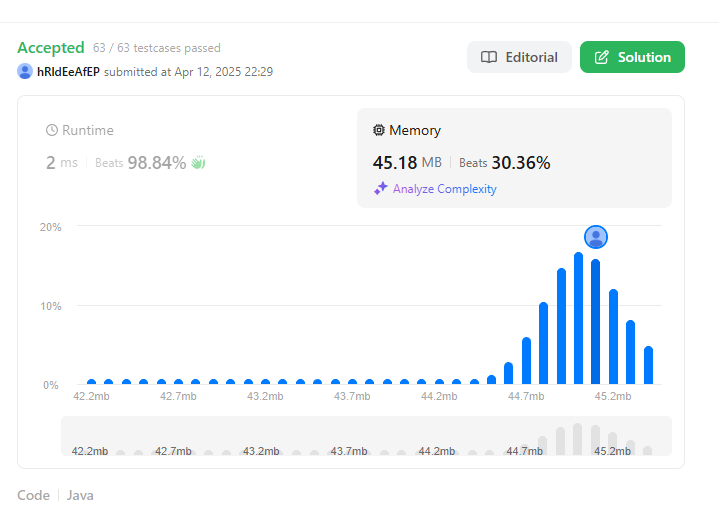 Accepted 63 / 63 testcases passed
Editorial
Solution
hRIdEeAfEP submitted at Apr 12, 2025 22:29
Runtime
2 ms Beats 98.84%
Memory
45.18 MB Beats 30.36%
Analyze Complexity
20%
10%
0%
42.2mb 42.7mb 43.2mb 43.7mb 44.2mb 44.7mb 45.2mb
42.2mb 42.7mb 43.2mb 43.7mb 44.2mb 44.7mb 45.2mb
Code Java